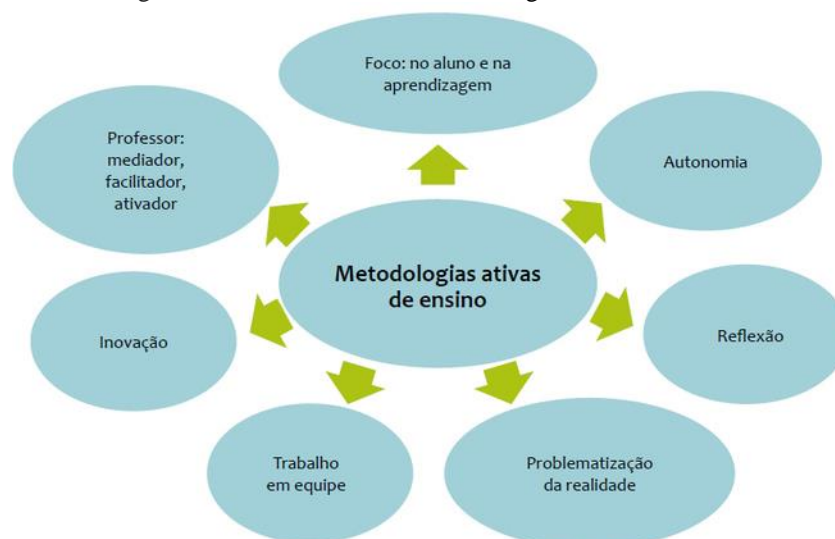 Foco: no aluno e na
aprendizagem
Professor:
mediador,
facilitador,
ativador
Autonomia
Metodologias ativas
de ensino
Inovação
Reflexão
Trabalho
em equipe
Problematização
da realidade